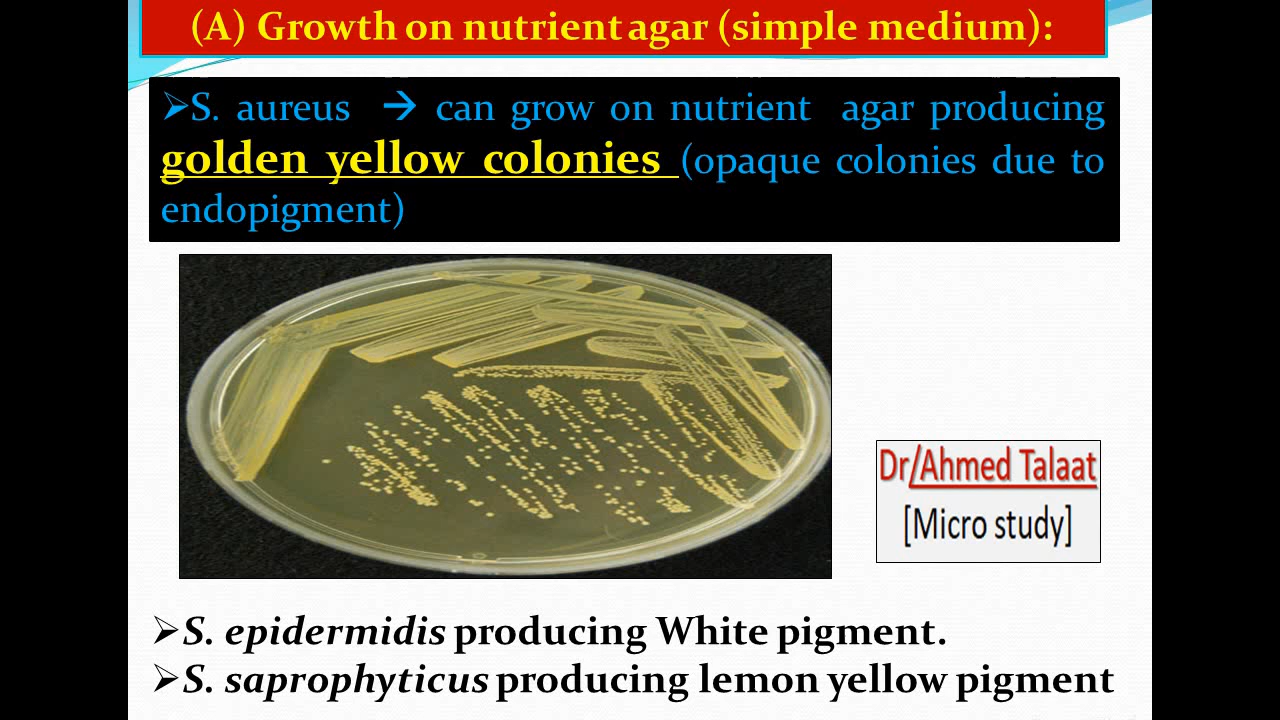 (A) Growth on nutrient agar (simple medium):
➢S. aureus → can grow on nutrient agar producing
golden yellow colonies (opaque colonies due to
endopigment)
Dr/Ahmed Talaat
[Micro study]
➢S. epidermidis producing White pigment.
➢S. saprophyticus producing lemon yellow pigment